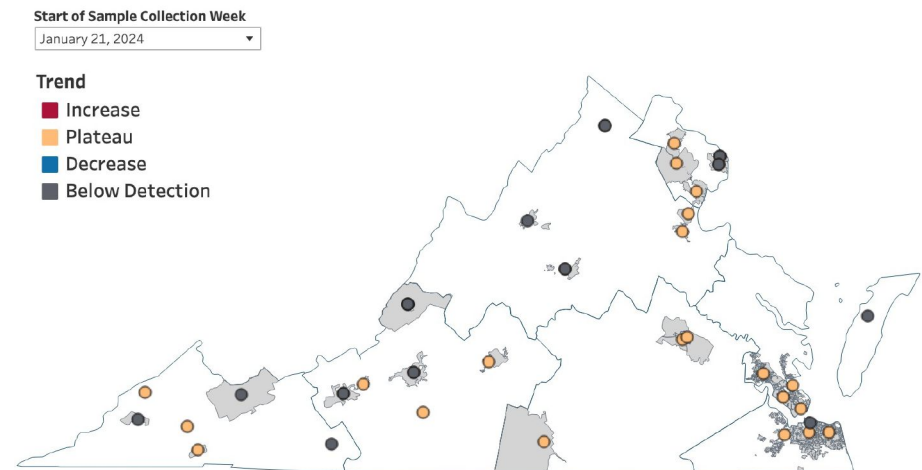 Start of Sample Collection Week
January 21, 2024
Trend
Increase
Plateau
Decrease
Below Detection